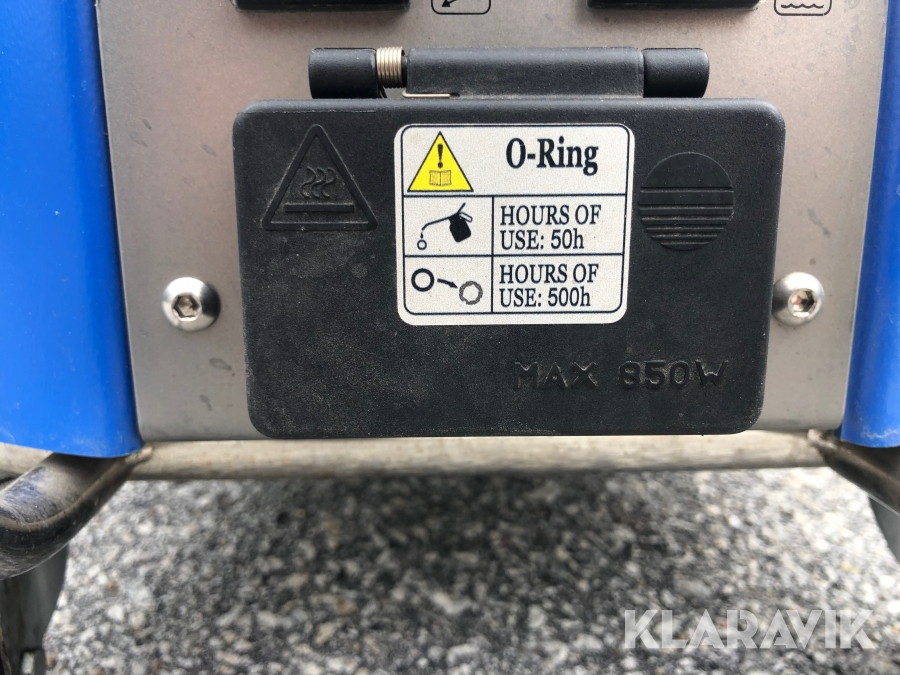 O-Ring
HOURS OF
USE: 50h
HOURS OF
USE: 500h
MAX 850W
KLARAVIK